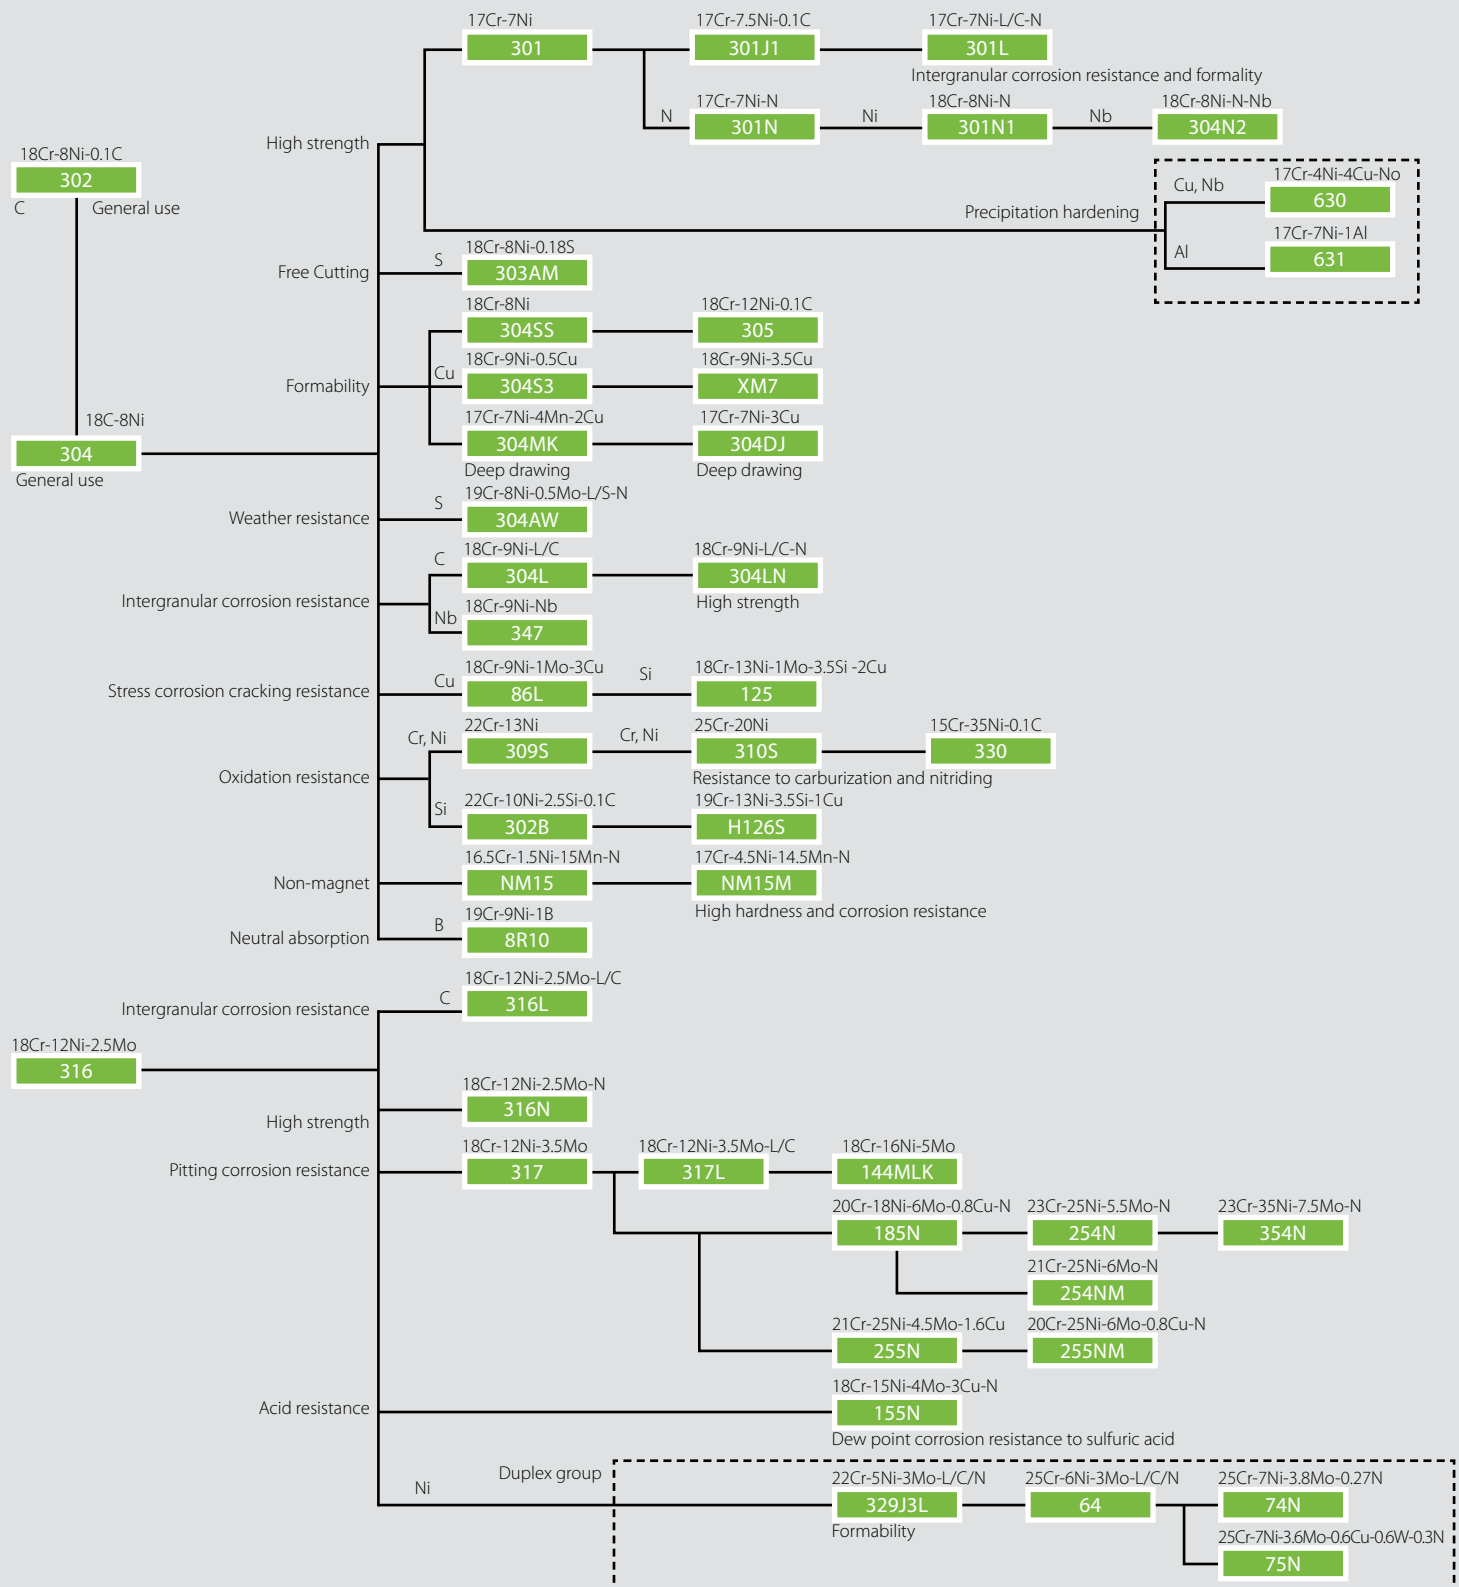 17Cr-7Ni
17Cr-7.5Ni-0.1C
17Cr-7Ni-L/C-N
301
301J1
301L
Intergranular corrosion resistance and formality
17Cr-7Ni-N
18Cr-8Ni-N
18Cr-8Ni-N-Nb
N
301N
Ni
301N1
Nb
304N2
High strength
18Cr-8Ni-0.1C
302
C
General use
Precipitation hardening
Cu, Nb
17Cr-4Ni-4Cu-No
630
Al
17Cr-7Ni-1Al
631
Free Cutting
S
18Cr-8Ni-0.18S
303AM
18Cr-8Ni
18Cr-12Ni-0.1C
304SS
305
Formability
Cu
18Cr-9Ni-0.5Cu
18Cr-9Ni-3.5Cu
304S3
XM7
17Cr-7Ni-4Mn-2Cu
17Cr-7Ni-3Cu
304MK
304DJ
Deep drawing
Deep drawing
18C-8Ni
304
General use
Weather resistance
S
19Cr-8Ni-0.5Mo-L/S-N
304AW
Intergranular corrosion resistance
C
18Cr-9Ni-L/C
18Cr-9Ni-L/C-N
304L
304LN
High strength
Nb
18Cr-9Ni-Nb
347
Stress corrosion cracking resistance
Cu
18Cr-9Ni-1Mo-3Cu
Si
18Cr-13Ni-1Mo-3.5Si -2Cu
86L
125
Oxidation resistance
Cr, Ni
22Cr-13Ni
Cr, Ni
25Cr-20Ni
15Cr-35Ni-0.1C
309S
310S
330
Resistance to carburization and nitriding
Si
22Cr-10Ni-2.5Si-0.1C
19Cr-13Ni-3.5Si-1Cu
302B
H126S
Non-magnet
16.5Cr-1.5Ni-15Mn-N
17Cr-4.5Ni-14.5Mn-N
NM15
NM15M
High hardness and corrosion resistance
Neutral absorption
B
19Cr-9Ni-1B
8R10
Intergranular corrosion resistance
C
18Cr-12Ni-2.5Mo-L/C
316L
18Cr-12Ni-2.5Mo
316
High strength
18Cr-12Ni-2.5Mo-N
316N
Pitting corrosion resistance
18Cr-12Ni-3.5Mo
18Cr-12Ni-3.5Mo-L/C
18Cr-16Ni-5Mo
317
317L
144MLK
20Cr-18Ni-6Mo-0.8Cu-N
23Cr-25Ni-5.5Mo-N
23Cr-35Ni-7.5Mo-N
185N
254N
354N
21Cr-25Ni-6Mo-N
254NM
21Cr-25Ni-4.5Mo-1.6Cu
20Cr-25Ni-6Mo-0.8Cu-N
255N
255NM
Acid resistance
18Cr-15Ni-4Mo-3Cu-N
155N
Dew point corrosion resistance to sulfuric acid
Ni
Duplex group
22Cr-5Ni-3Mo-L/C/N
25Cr-6Ni-3Mo-L/C/N
25Cr-7Ni-3.8Mo-0.27N
329J3L
64
74N
Formability
25Cr-7Ni-3.6Mo-0.6Cu-0.6W-0.3N
75N